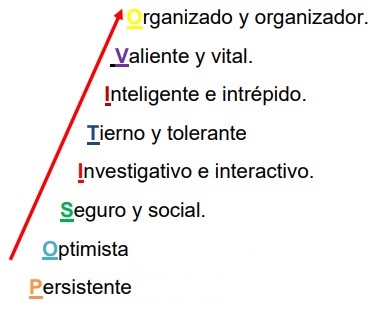 Organizado y organizador.
Valiente y vital.
Inteligente e intrépido.
Tierno y tolerante
Investigativo e interactivo.
Seguro y social.
Optimista
Persistente